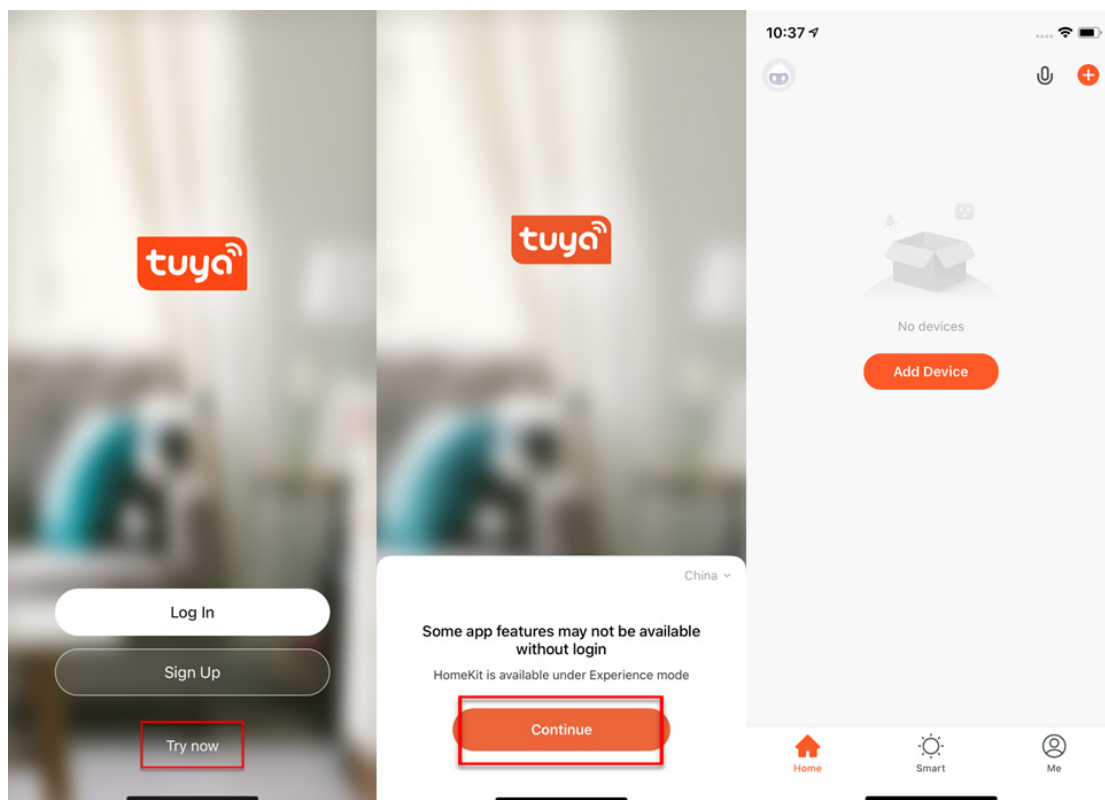 tuya
Log In
Sign Up
Try now
tuya
China
Some app features may not be available
without login
HomeKit is available under Experience mode
Continue
10:37
No devices
Add Device
Home
Smart
Me